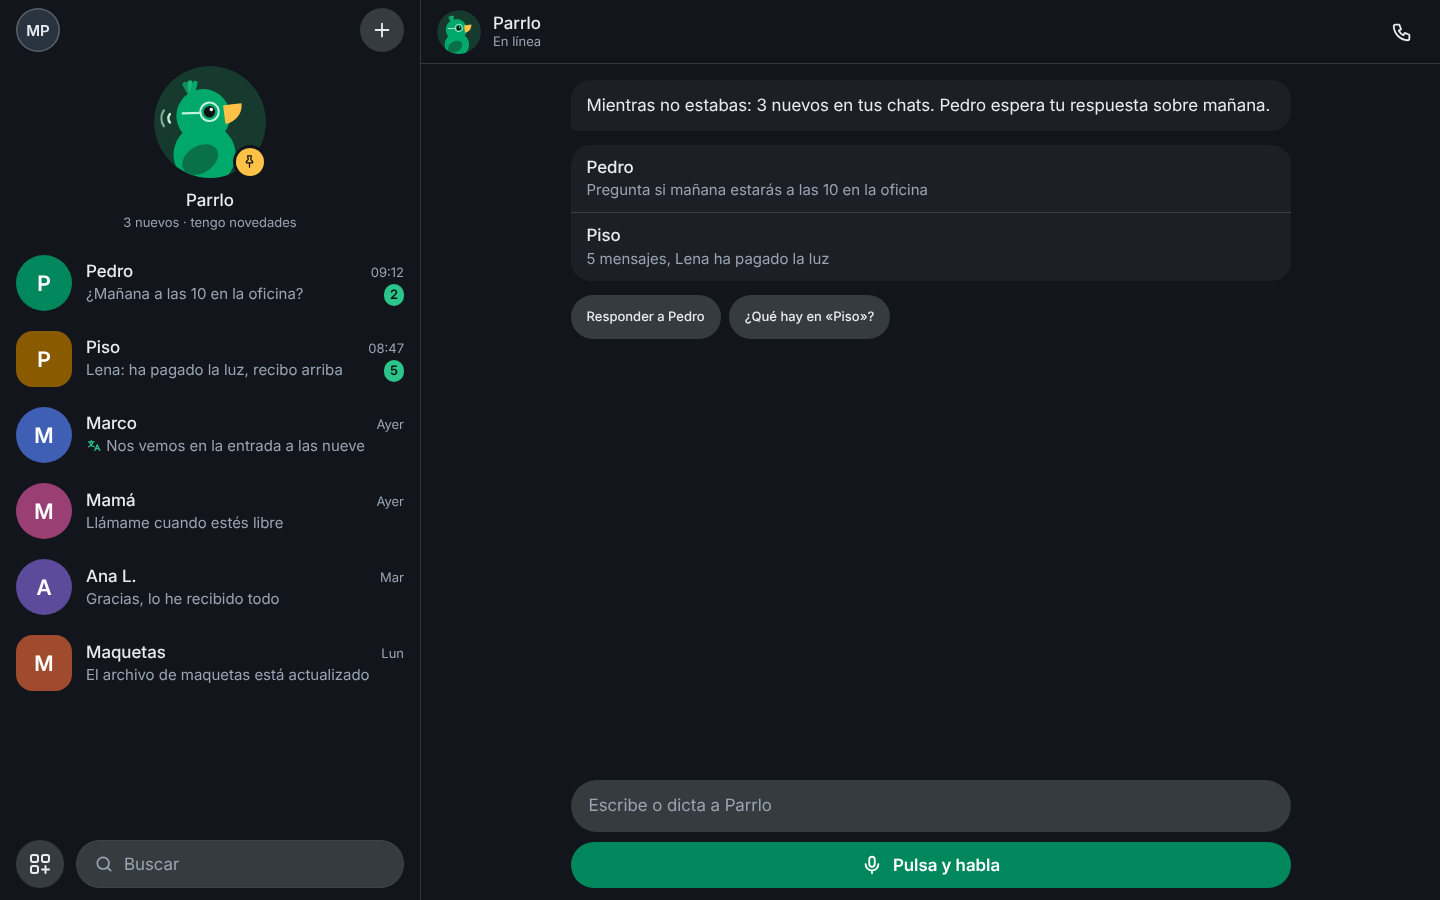 MP
Parrlo
3 nuevos · tengo novedades
P
Pedro
09:12
¿Mañana a las 10 en la oficina?
2
P
Piso
08:47
Lena: ha pagado la luz, recibo arriba
5
M
Marco
Ayer
Nos vemos en la entrada a las nueve
M
Mamá
Ayer
Llámame cuando estés libre
A
Ana L.
Mar
Gracias, lo he recibido todo
M
Maquetas
Lun
El archivo de maquetas está actualizado
Buscar
Parrlo
En línea
Mientras no estabas: 3 nuevos en tus chats. Pedro espera tu respuesta sobre mañana.
Pedro
Pregunta si mañana estarás a las 10 en la oficina
Piso
5 mensajes, Lena ha pagado la luz
Responder a Pedro
¿Qué hay en «Piso»?
Escribe o dicta a Parrlo
Pulsa y habla